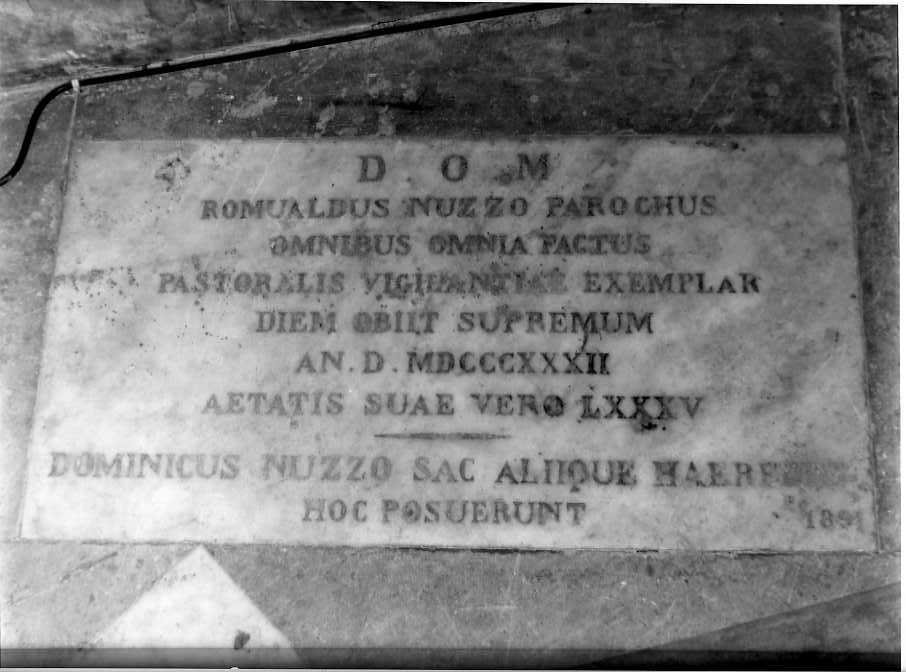 D O M
ROMUALDUS NUZZO PAROCHUS
OMNIBUS OMNIA FACTUS
PASTORALIS VIGILANTIAE EXEMPLAR
DIEM OBIIT SUPREMUM
AN. D. MDCCCXXXII
AETATIS SUAE VERO LXXXV
DOMINICUS NUZZO SAC ALIIQUE
HOC POSUERUNT